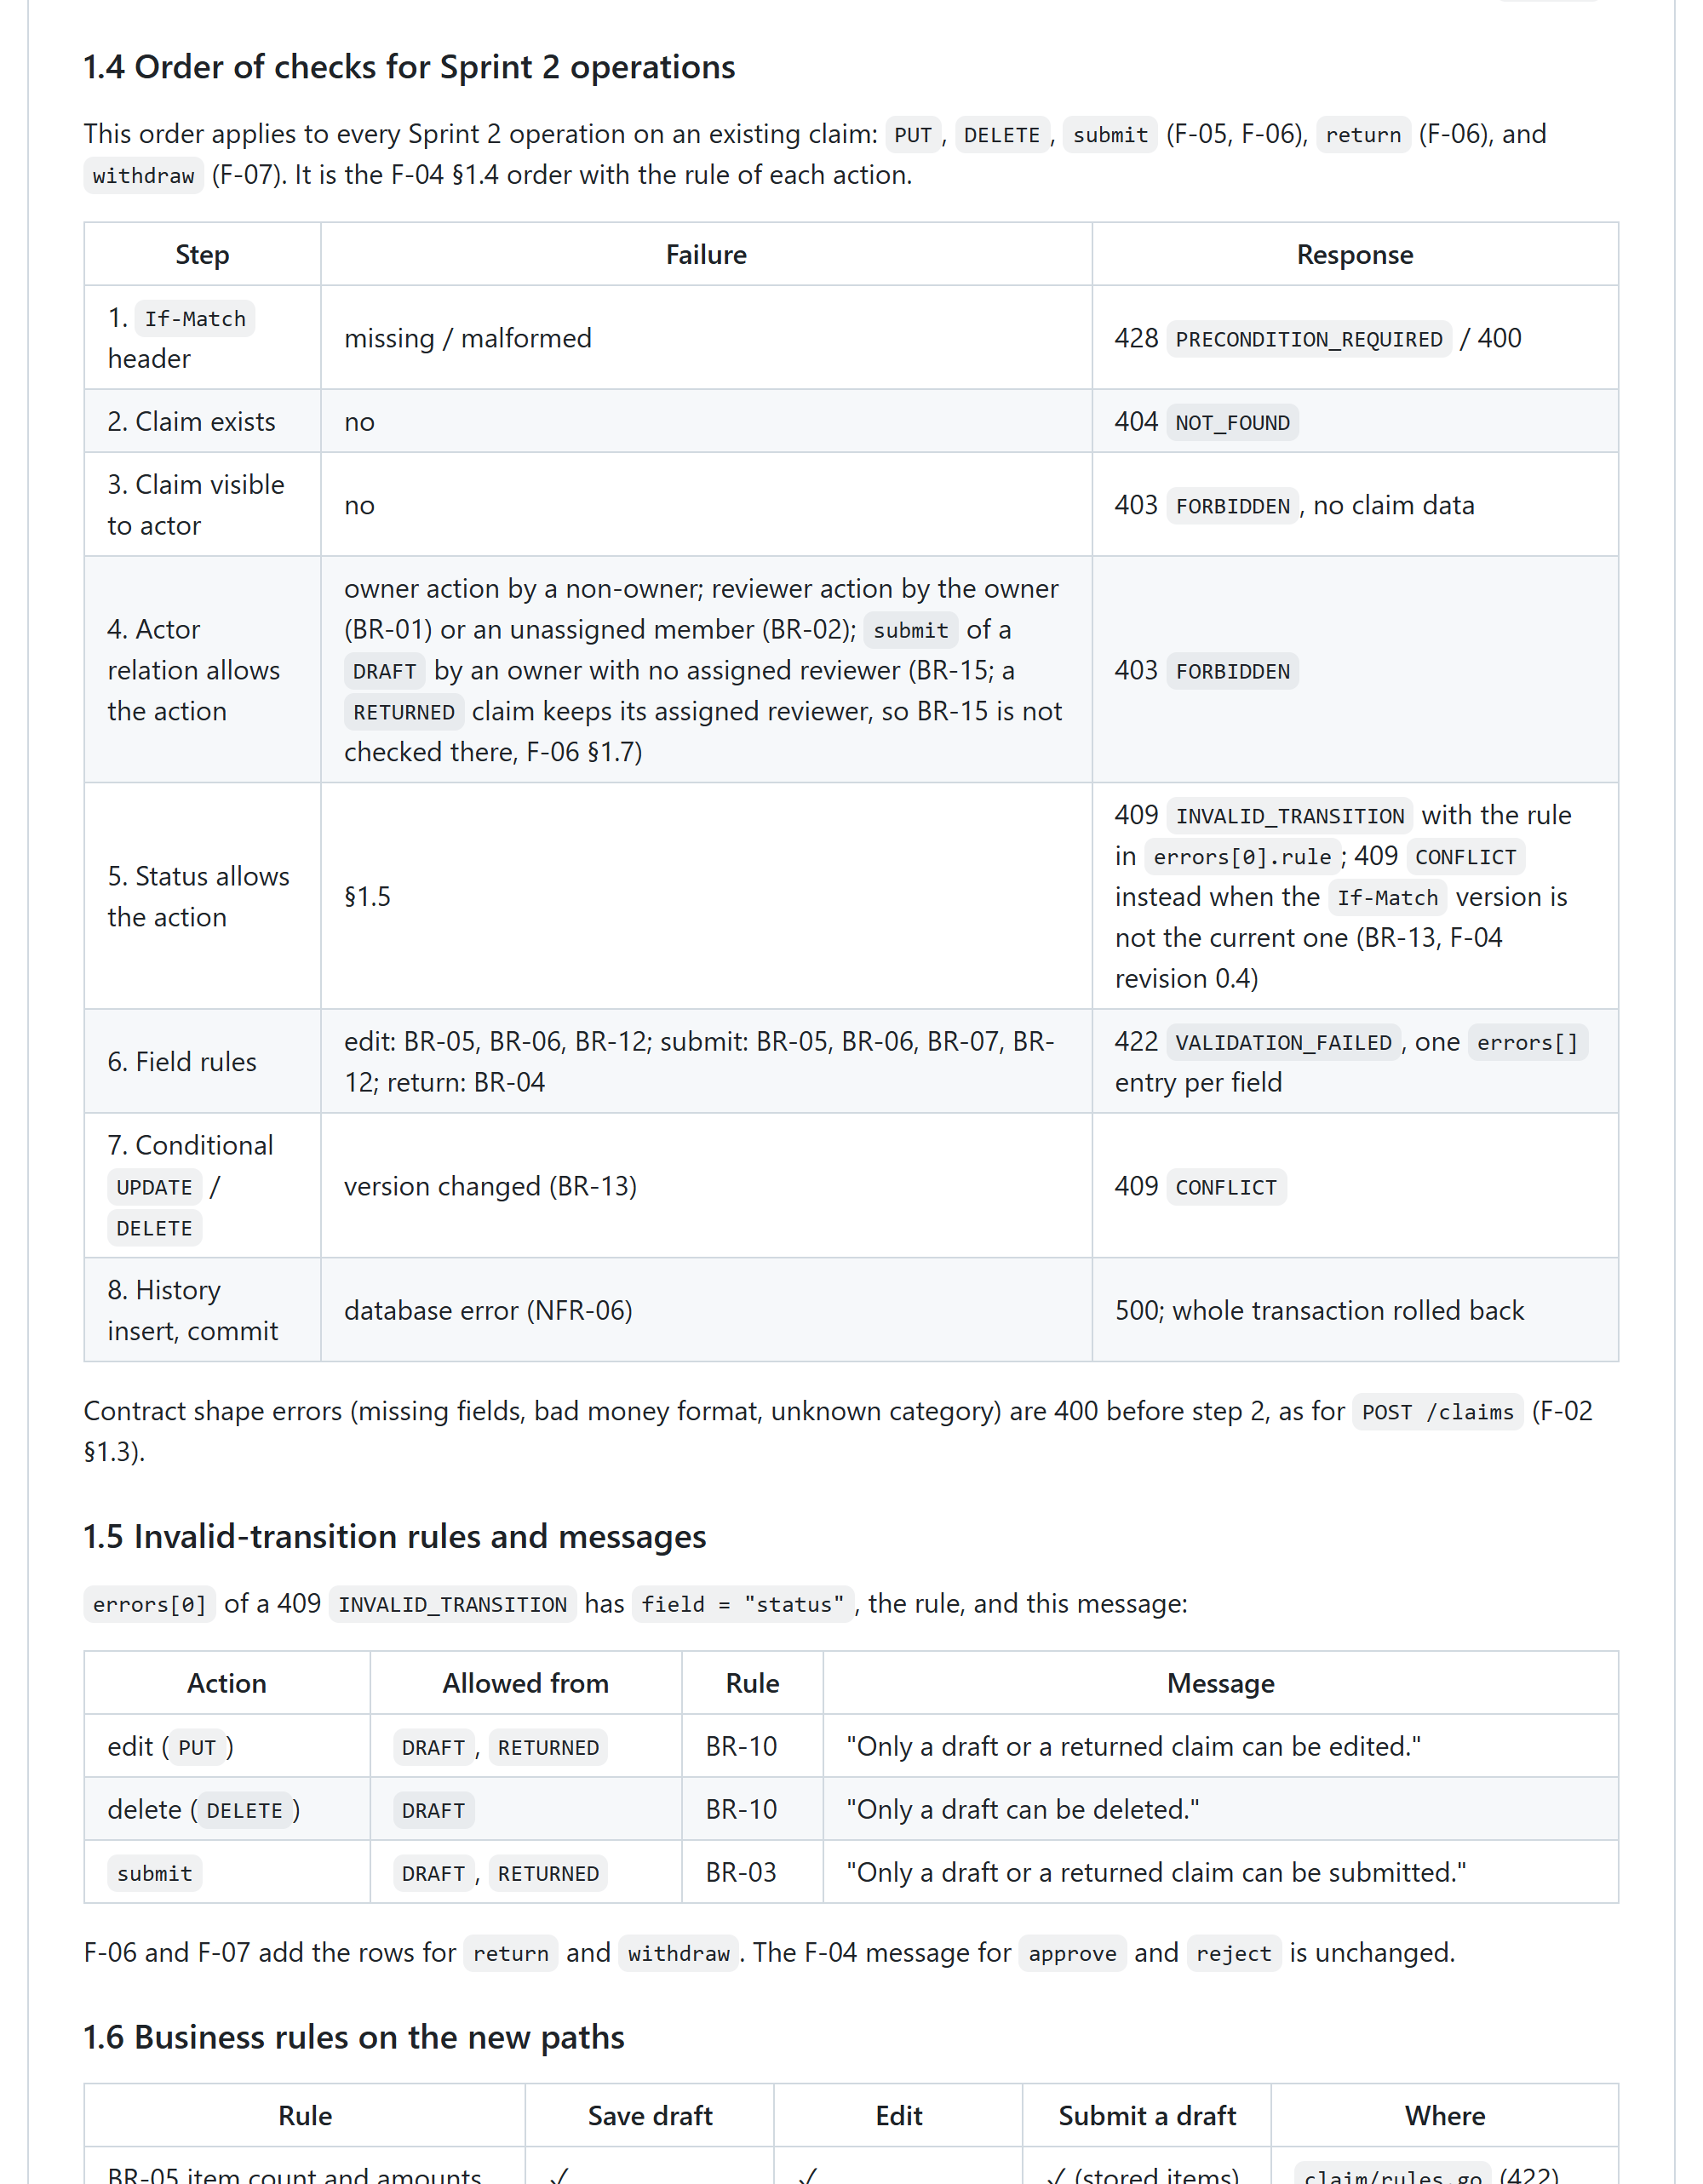 1.4 Order of checks for Sprint 2 operations
This order applies to every Sprint 2 operation on an existing claim: PUT, DELETE, submit (F-05, F-06), return (F-06), and
withdraw (F-07). It is the F-04 §1.4 order with the rule of each action.
Step Failure Response
1. If-Match
header
missing / malformed
428 PRECONDITION_REQUIRED / 400
2. Claim exists
no
404 NOT_FOUND
3. Claim visible
to actor
no
403 FORBIDDEN, no claim data
4. Actor
relation allows
the action
owner action by a non-owner; reviewer action by the owner
(BR-01) or an unassigned member (BR-02); submit of a
DRAFT by an owner with no assigned reviewer (BR-15; a
RETURNED claim keeps its assigned reviewer, so BR-15 is not
checked there, F-06 §1.7)
403 FORBIDDEN
5. Status allows
the action
§1.5
409 INVALID_TRANSITION with the rule
in errors[0].rule; 409 CONFLICT
instead when the If-Match version is
not the current one (BR-13, F-04
revision 0.4)
6. Field rules
edit: BR-05, BR-06, BR-12; submit: BR-05, BR-06, BR-07, BR-
12; return: BR-04
422 VALIDATION_FAILED, one errors[]
entry per field
7. Conditional
UPDATE /
DELETE
version changed (BR-13)
409 CONFLICT
8. History
insert, commit
database error (NFR-06)
500; whole transaction rolled back
Contract shape errors (missing fields, bad money format, unknown category) are 400 before step 2, as for POST /claims (F-02
§1.3).
1.5 Invalid-transition rules and messages
errors[0] of a 409 INVALID_TRANSITION has field = "status", the rule, and this message:
Action Allowed from Rule Message
edit (PUT) DRAFT, RETURNED BR-10 "Only a draft or a returned claim can be edited."
delete (DELETE) DRAFT BR-10 "Only a draft can be deleted."
submit DRAFT, RETURNED BR-03 "Only a draft or a returned claim can be submitted."
F-06 and F-07 add the rows for return and withdraw. The F-04 message for approve and reject is unchanged.
1.6 Business rules on the new paths
Rule Save draft Edit Submit a draft Where
BR-05 item count and amounts ✓ ✓ ✓ (stored items) claim/rules.go (422)